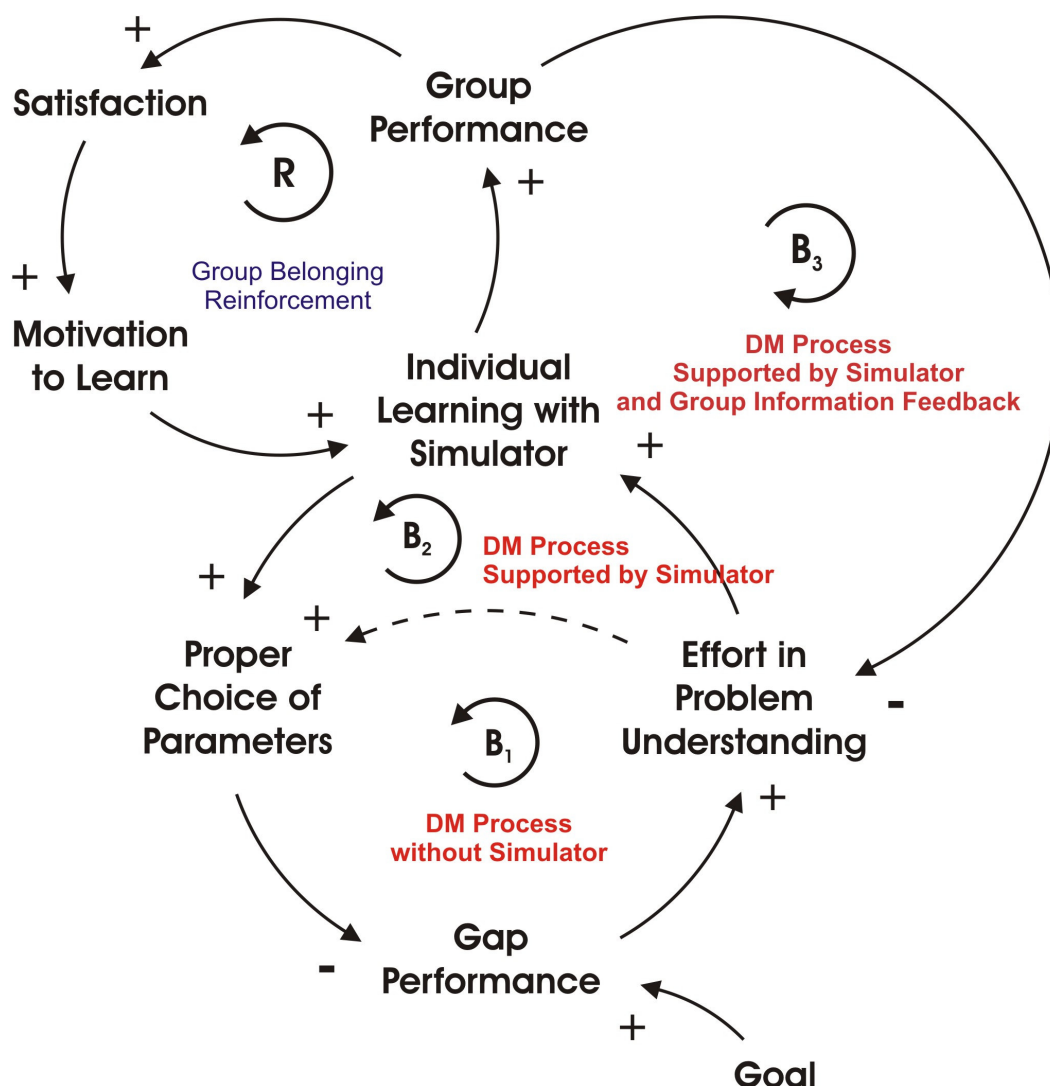 +
Group
Performance
Satisfaction
R
+
B3
+
Group Belonging
Reinforcement
Motivation
to Learn
DM Process
Supported by Simulator
and Group Information Feedback
Individual
Learning with
Simulator
+
+
B2
DM Process
Supported by Simulator
+
+
Proper
Choice of
Parameters
Effort in
Problem
Understanding
-
B1
+
DM Process
without Simulator
Gap
Performance
-
+
Goal